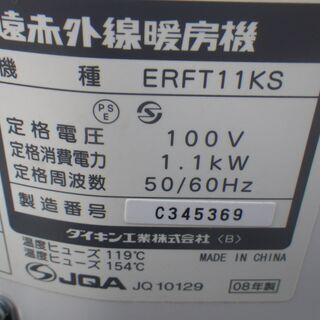 遠赤外線暖房機
機 種 ERFT11KS
PS
E
定格電圧 100V
定格消費電力 1.1kW
定格周波数 50/60Hz
製造番号 C345369
ダイキン工業株式会社 〈B〉
温度ヒューズ 119℃
温度ヒューズ 154℃
MADE IN CHINA
JQA JQ10129 08年製